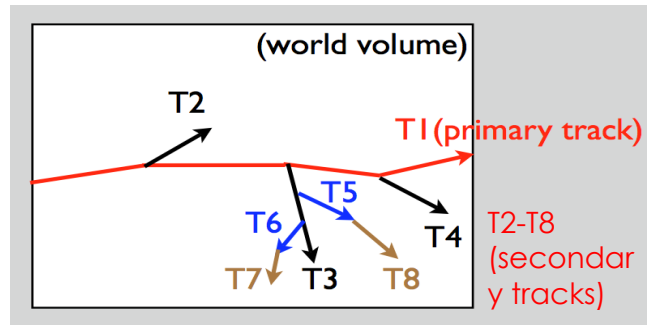 (world volume)
T2
T1(primary track)
T5
T6
T4
T7
T3
T8
T2-T8
(secondar
y tracks)